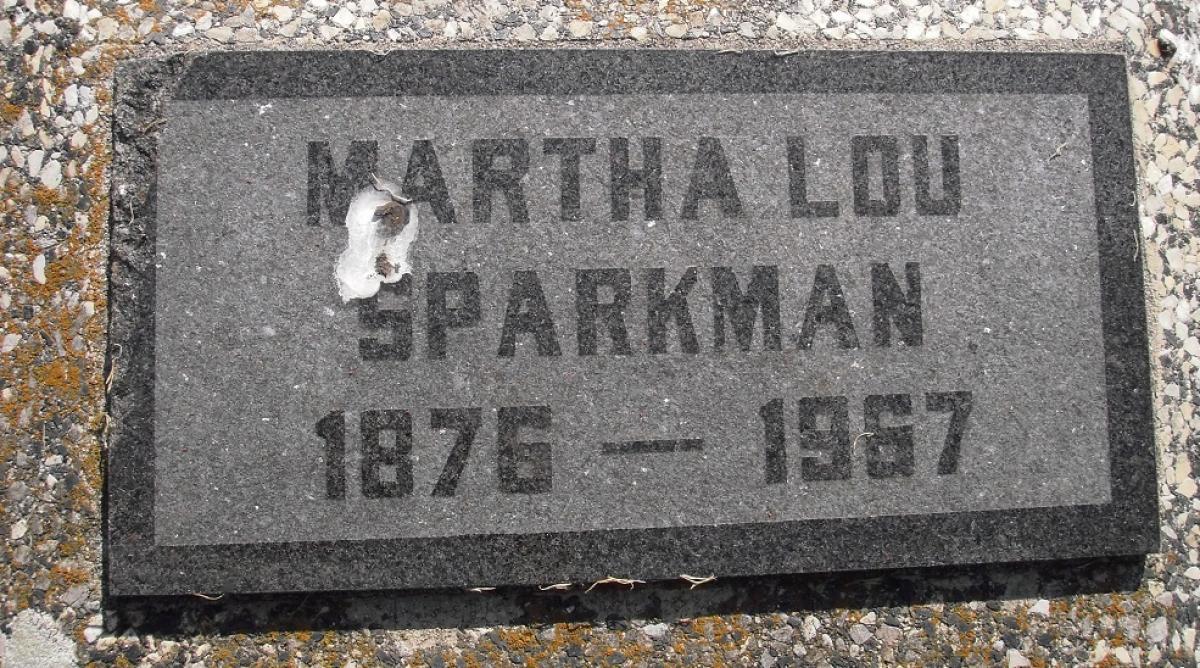 MARTHA LOU
SPARKMAN
1876 — 1967